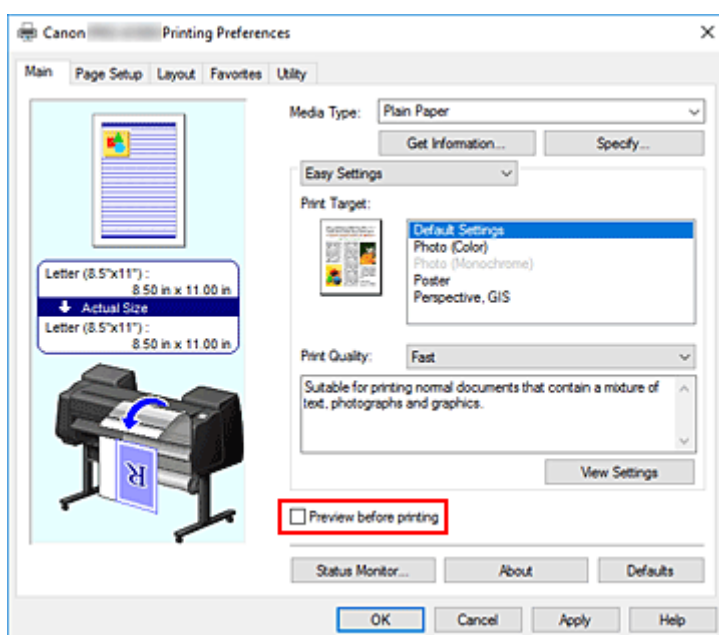 Canon Printing Preferences
Main Page Setup Layout Favorites Utility
Media Type: Plain Paper
Get Information... Specify...
Easy Settings
Print Target:
Default Settings
Photo (Color)
Photo (Monochrome)
Poster
Perspective, GIS
Letter (8.5"x11") :
8.50 in x 11.00 in
Actual Size
Letter (8.5"x11") :
8.50 in x 11.00 in
Print Quality: Fast
Suitable for printing normal documents that contain a mixture of
text, photographs and graphics.
View Settings
R
Preview before printing
Status Monitor... About Defaults
OK Cancel Apply Help